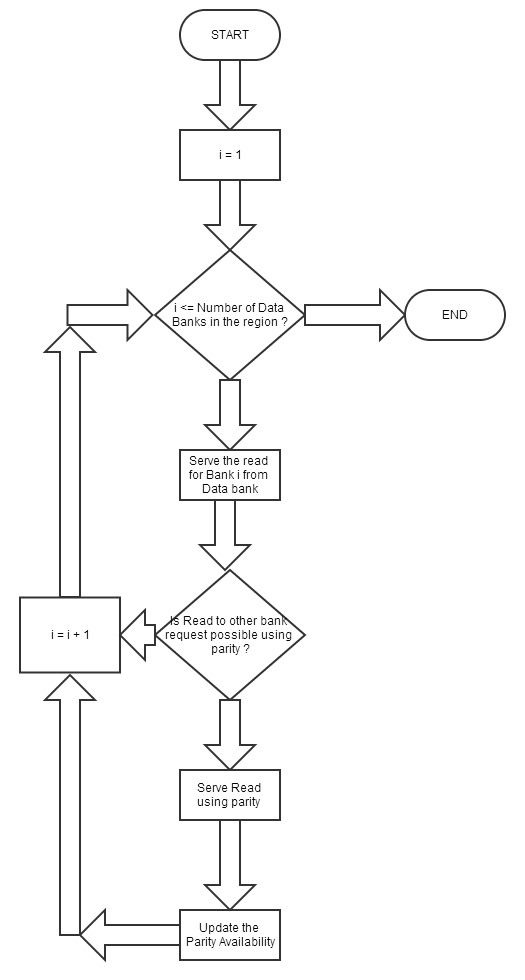 START
i = 1
i <= Number of Data
Banks in the region ?
END
Serve the read
for Bank i from
Data bank
Is Read to other bank
request possible using
parity ?
i = i + 1
Serve Read
using parity
Update the
Parity Availability